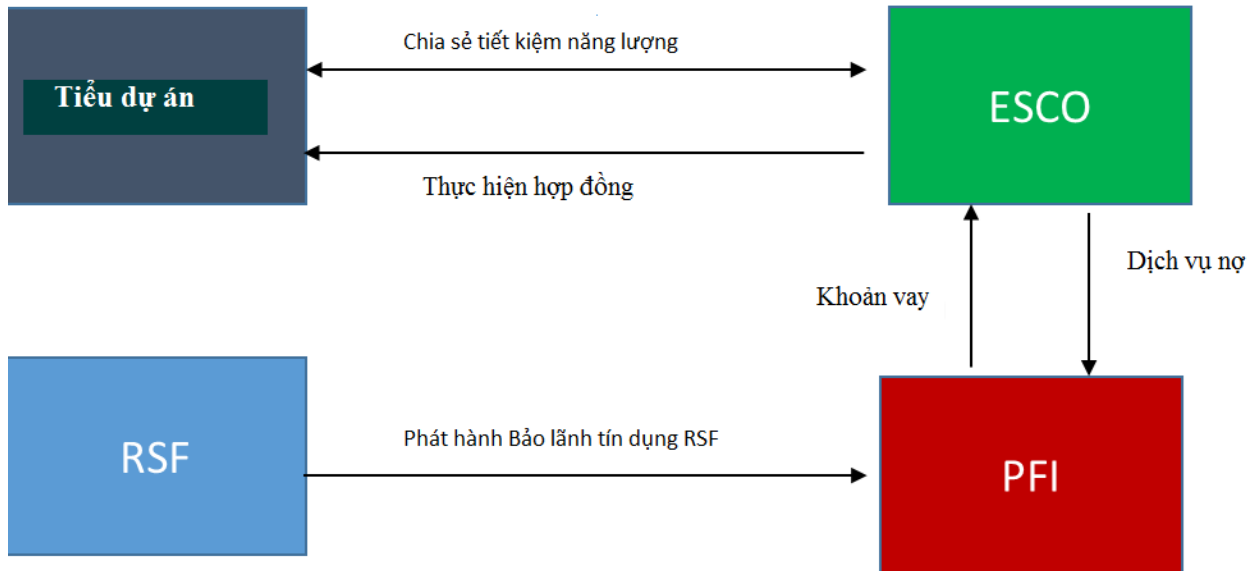 Chia sẻ tiết kiệm năng lượng
Tiểu dự án
ESCO
Thực hiện hợp đồng
Dịch vụ nợ
Khoản vay
Phát hành Bảo lãnh tín dụng RSF
RSF
PFI